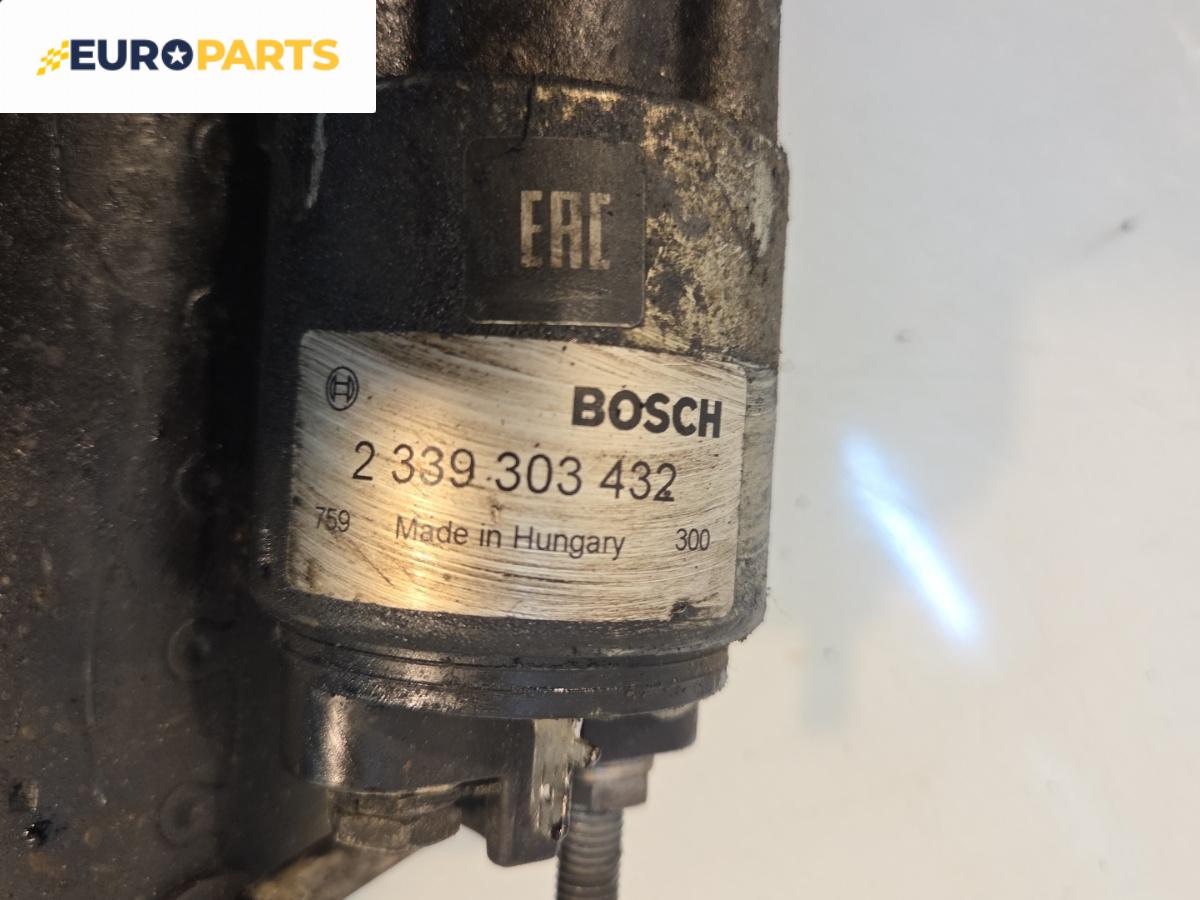 EUROPARTS
EAC
BOSCH
2 339 303 432
759 Made in Hungary 300